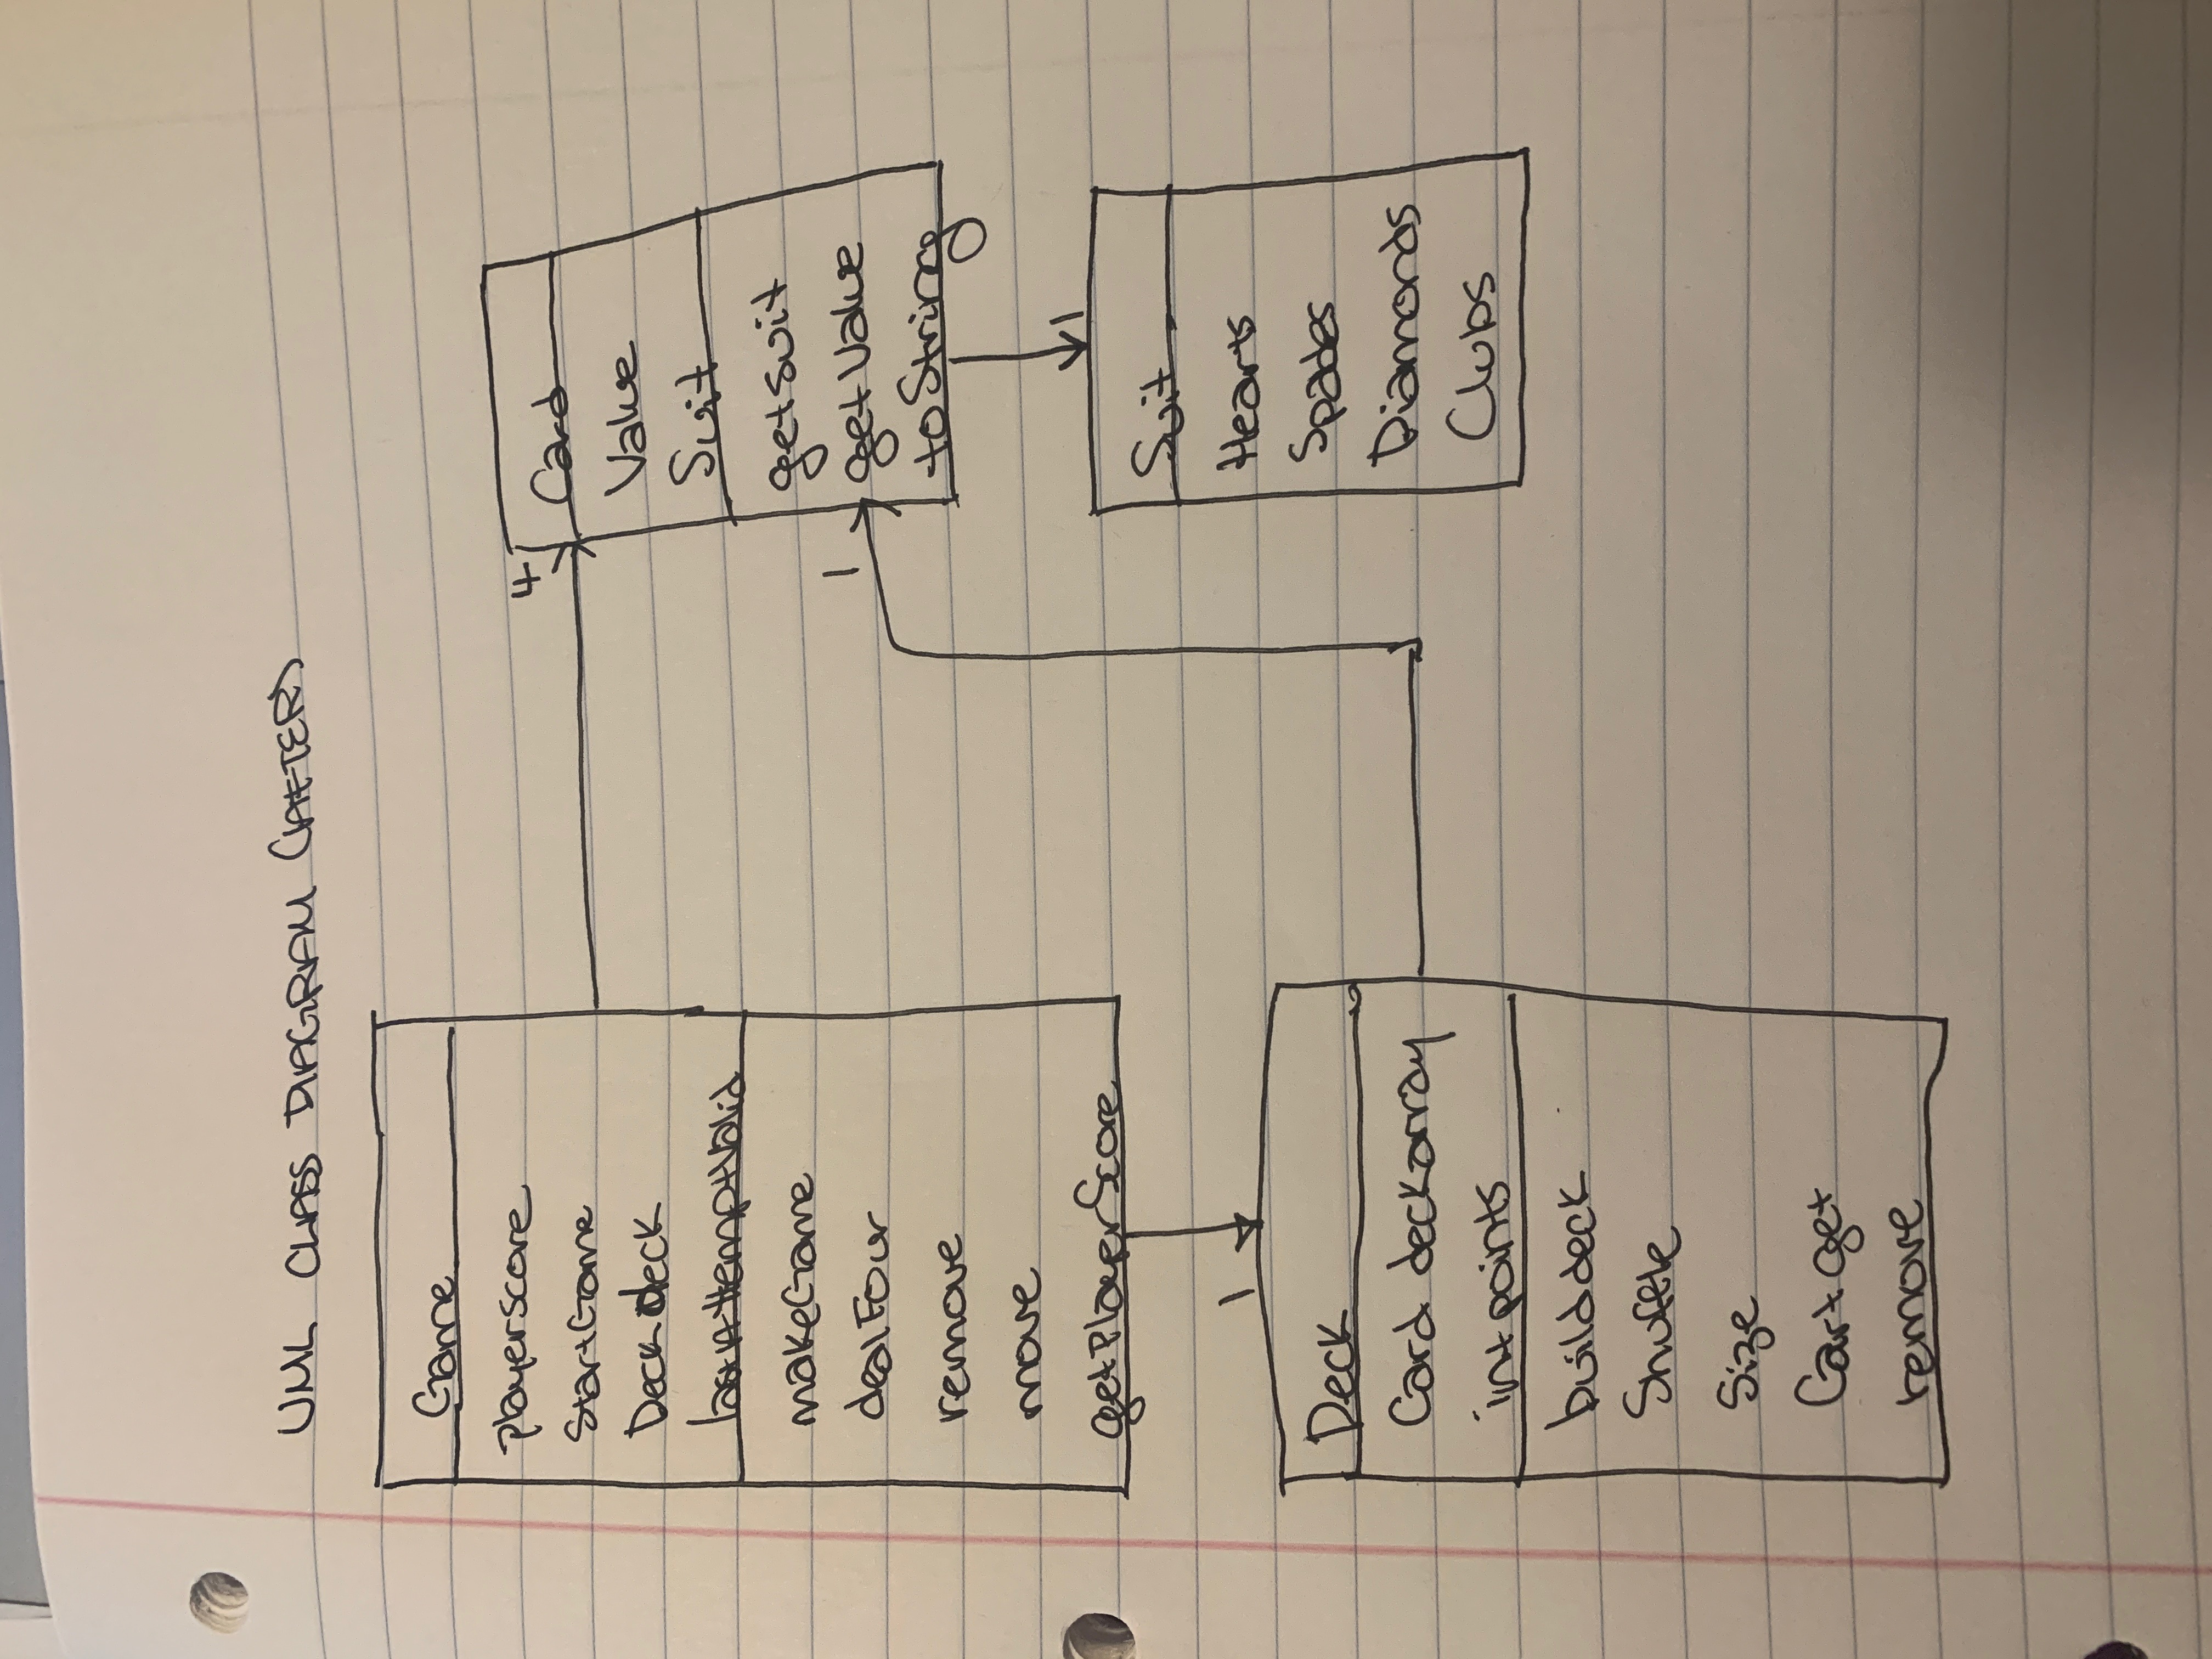 UML CLASS DIAGRAM (AFTER)
Game
playerscore
StartGame
Deck deck
lastAttemptValid
makeGame
dealFour
remove
move
getPlayerScore
4
Card
Value
Suit
getSuit
1
getValue
toString
1
Suit
Hearts
Spades
Diamonds
Clubs
1
Deck
Card deckarray
int points
builddeck
Shuffle
Size
Cart get
remove